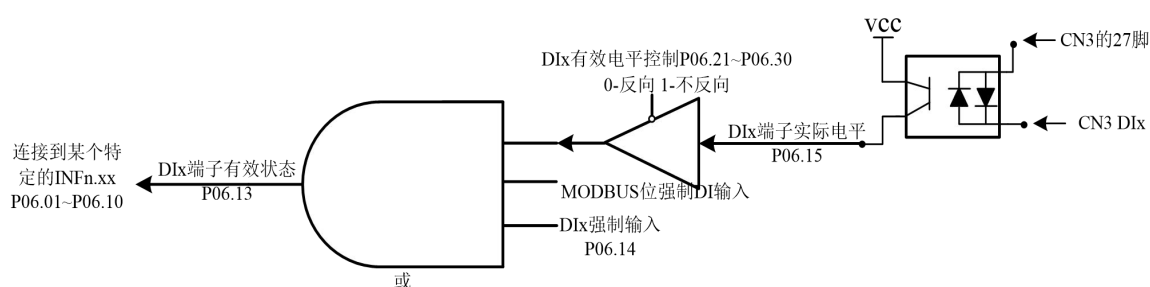 VCC
CN3的27脚
DIx有效电平控制P06.21~P06.30
0-反向 1-不反向
CN3 DIx
DIx端子实际电平
P06.15
连接到某个特
定的INFn.xx
P06.01~P06.10
DIx端子有效状态
P06.13
MODBUS位强制DI输入
DIx强制输入
P06.14
或